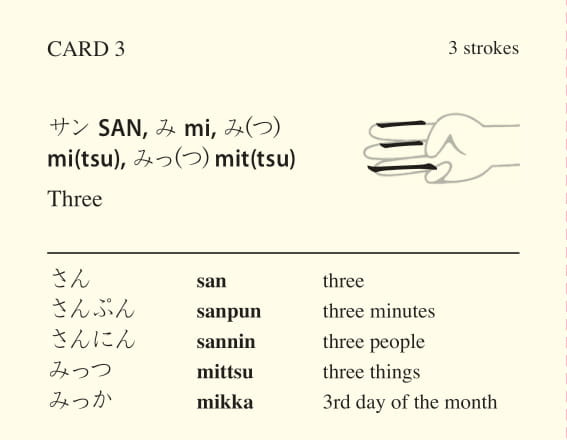 CARD 3 3 strokes
サン SAN, み mi, み(つ)
mi(tsu), みっ(つ) mit(tsu)
Three
さん san three
さんぷん sanpun three minutes
さんにん sannin three people
みっつ mittsu three things
みっか mikka 3rd day of the month